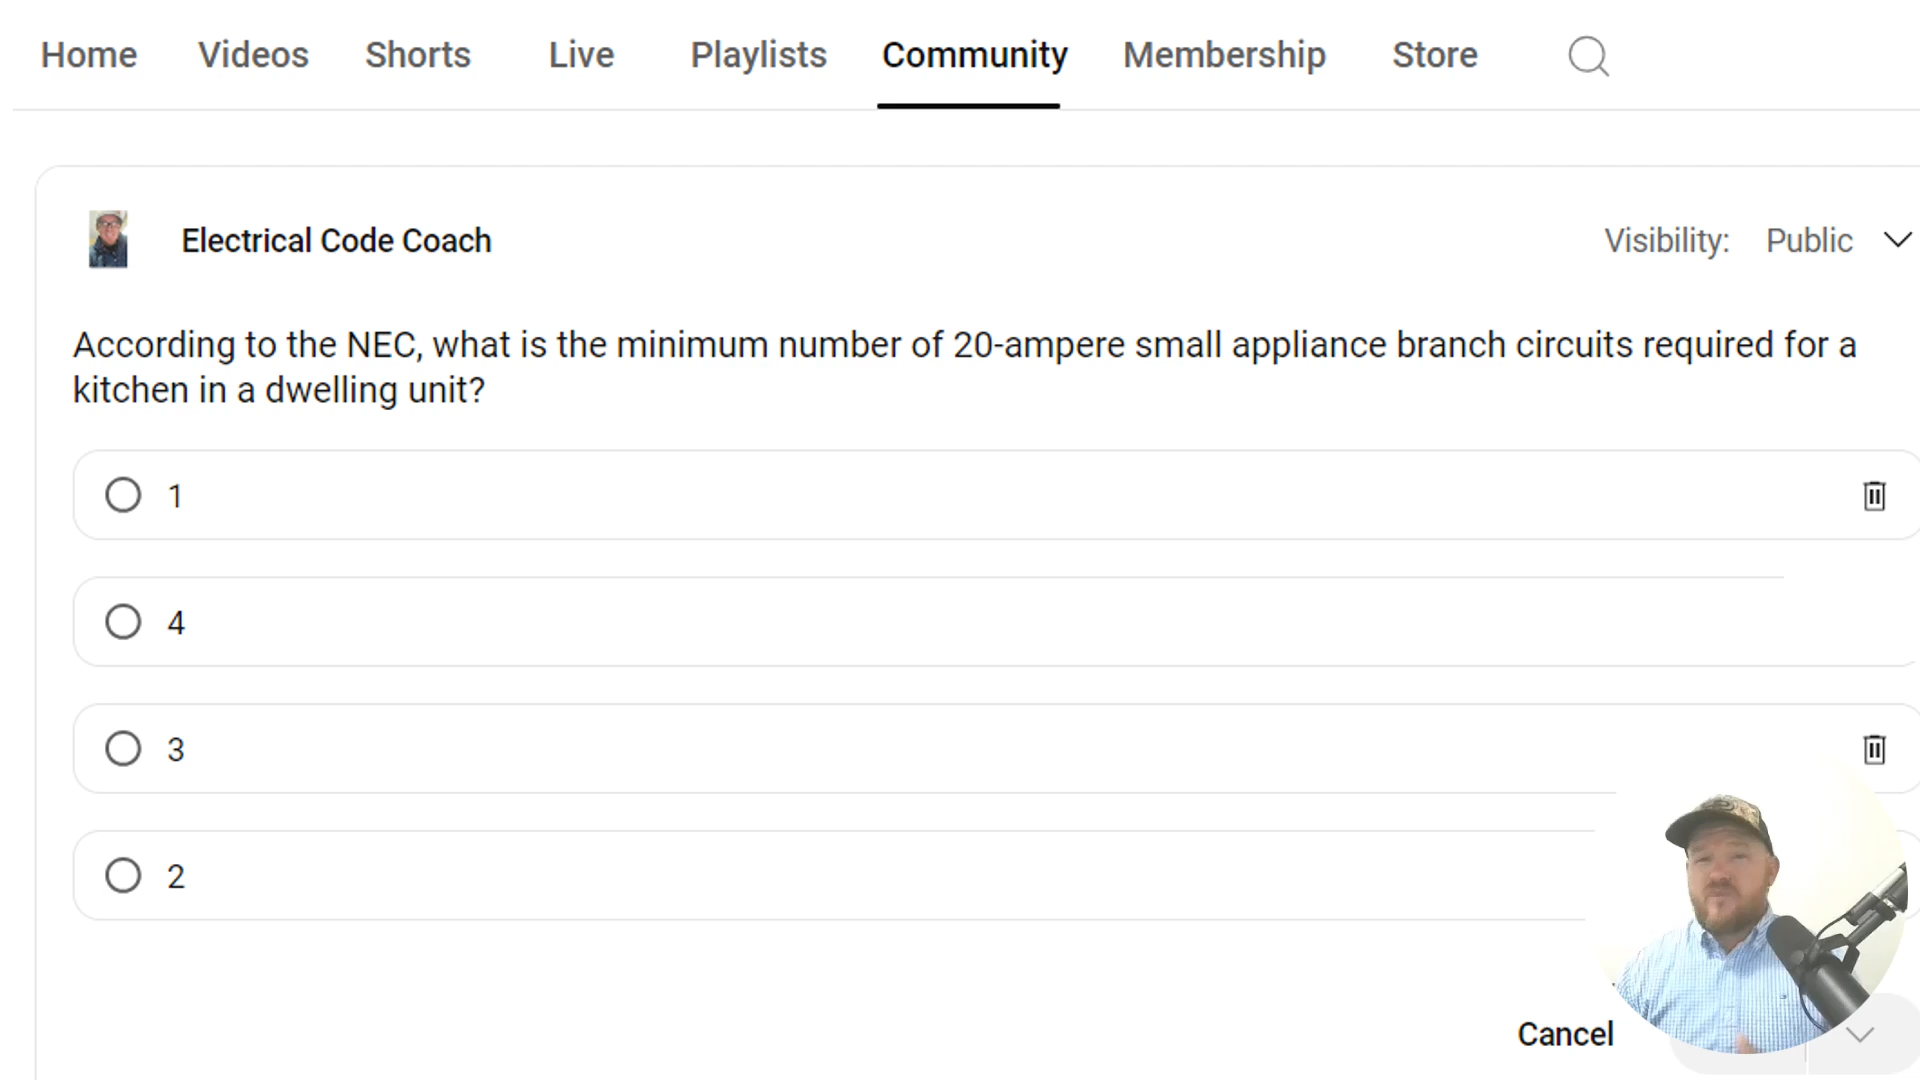 Home Videos Shorts Live Playlists Community Membership Store
Electrical Code Coach
Visibility: Public
According to the NEC, what is the minimum number of 20-ampere small appliance branch circuits required for a
kitchen in a dwelling unit?
1
4
3
2
Cancel